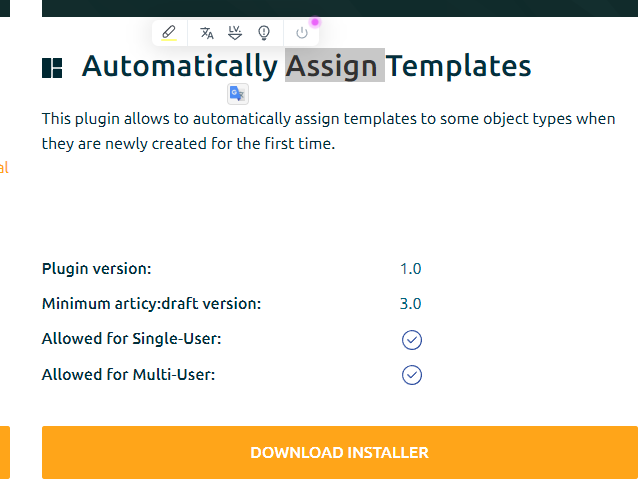 LV.
Automatically Assign Templates
This plugin allows to automatically assign templates to some object types when
they are newly created for the first time.
al
Plugin version: 1.0
Minimum articy:draft version: 3.0
Allowed for Single-User:
Allowed for Multi-User:
DOWNLOAD INSTALLER